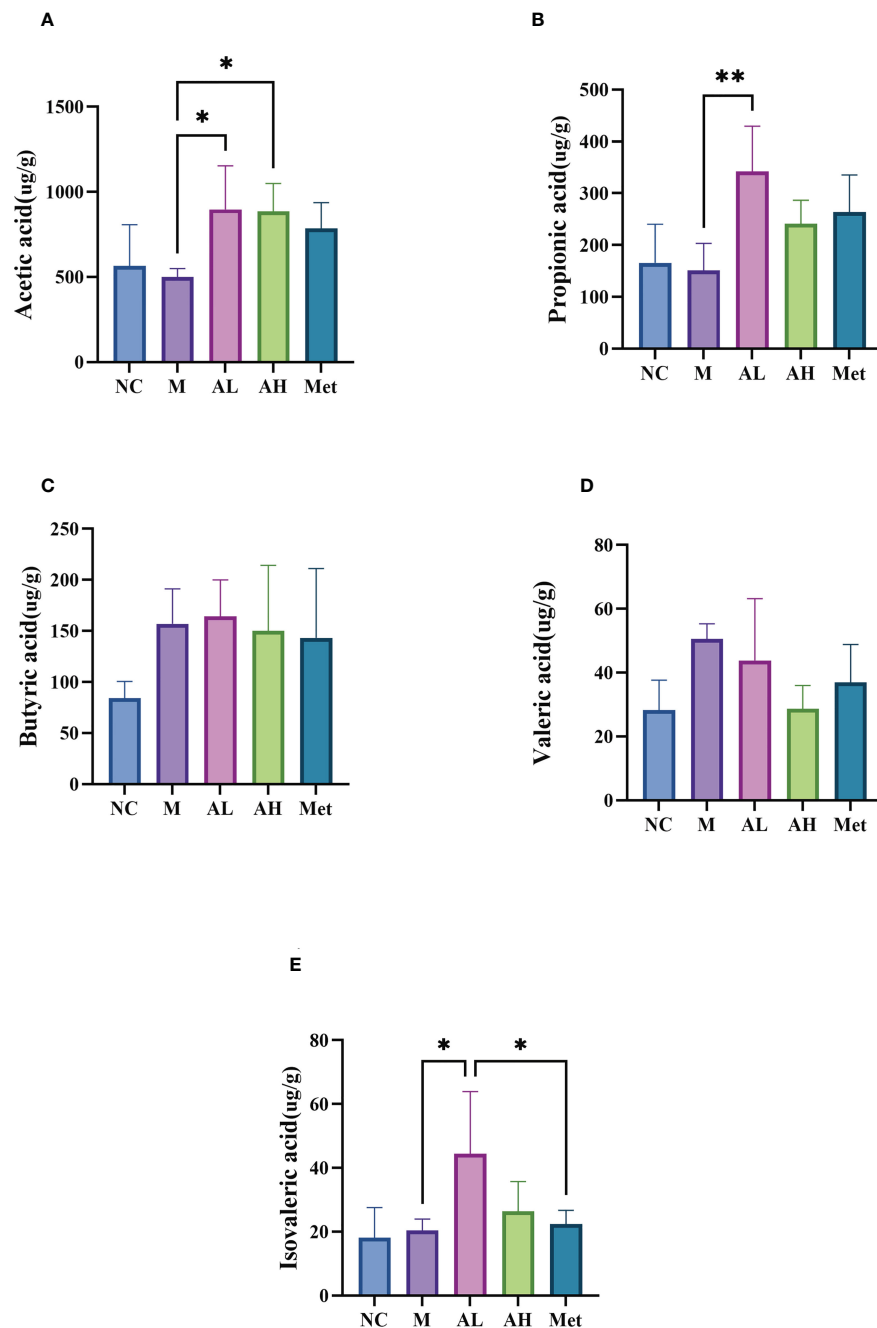 A
Acetic acid(ug/g)
1500
1000
500
0
* *
NC M AL AH Met
B
Propionic acid(ug/g)
500
400
300
200
100
0
**
NC M AL AH Met
C
Butyric acid(ug/g)
250
200
150
100
50
0
NC M AL AH Met
D
Valeric acid(ug/g)
80
60
40
20
0
NC M AL AH Met
E
Isovaleric acid(ug/g)
80
60
40
20
0
* *
NC M AL AH Met